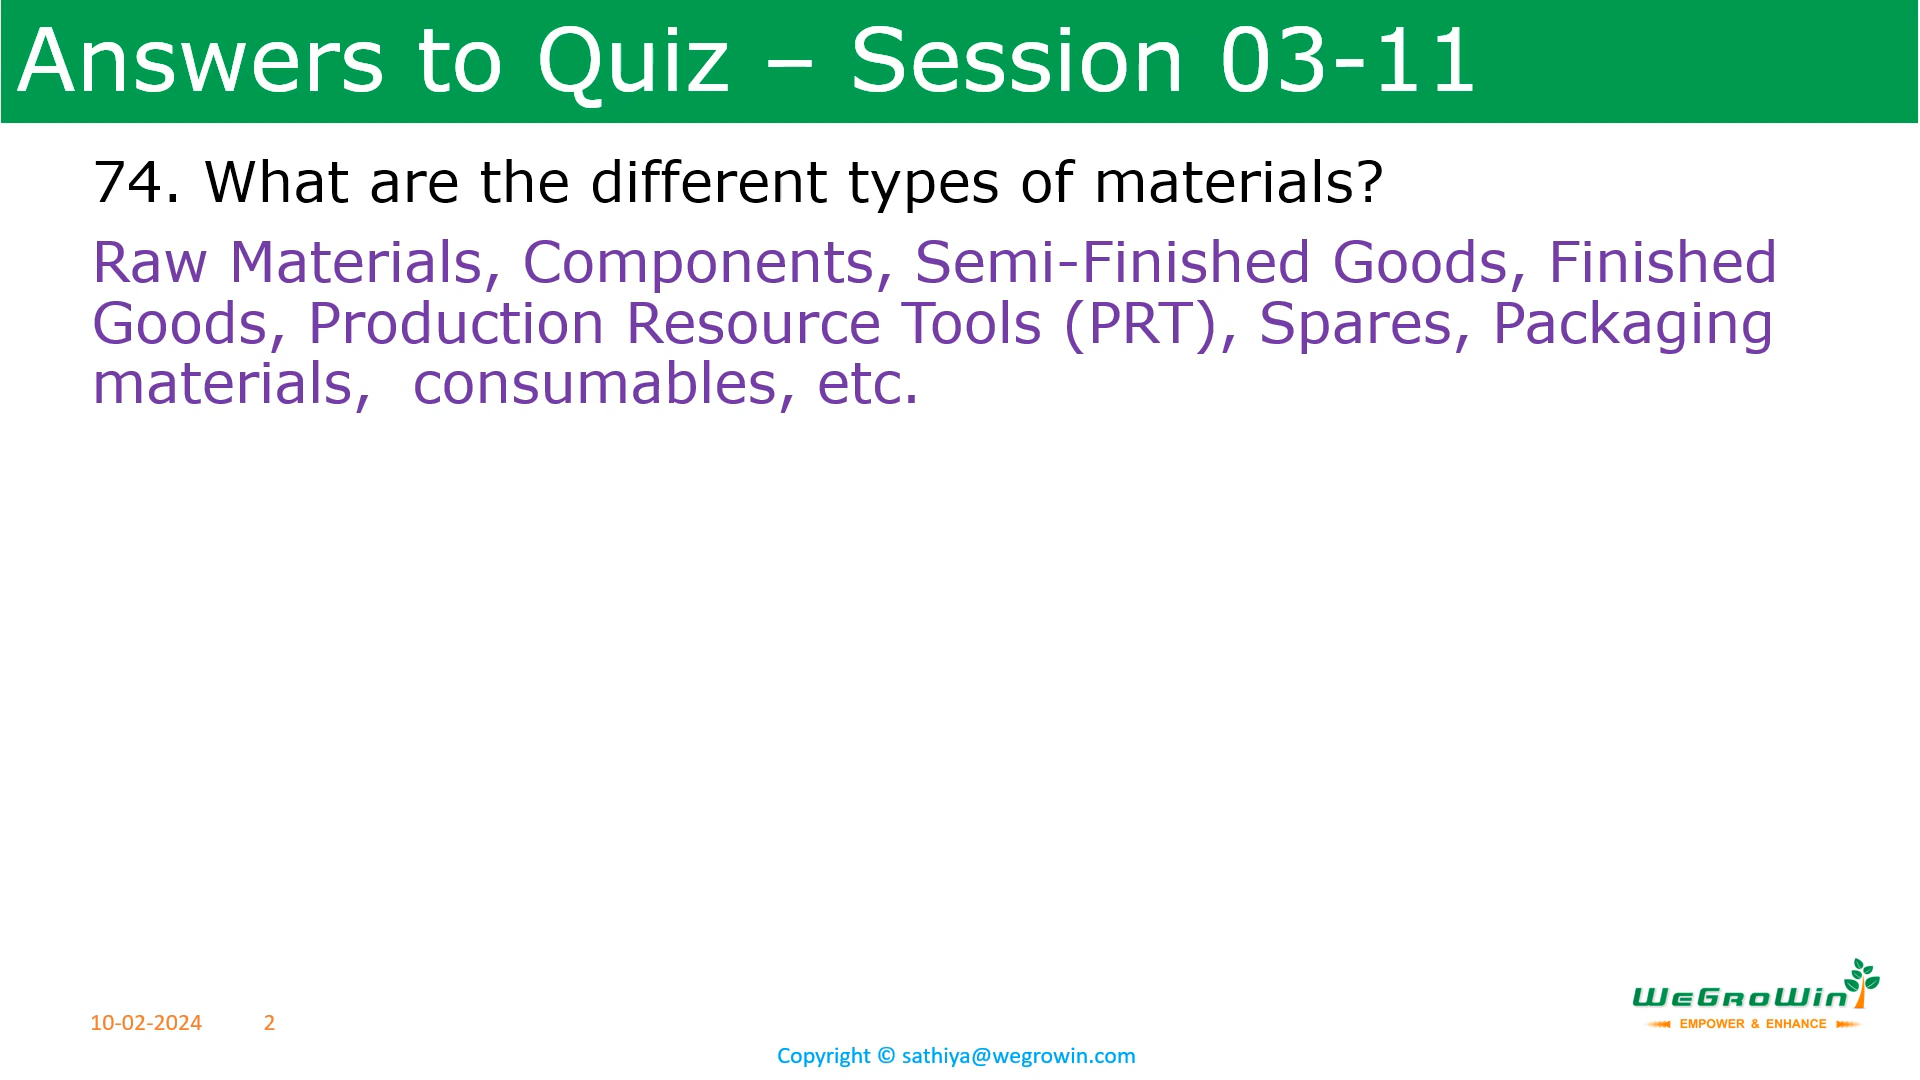 Answers to Quiz – Session 03-11
74. What are the different types of materials?
Raw Materials, Components, Semi-Finished Goods, Finished
Goods, Production Resource Tools (PRT), Spares, Packaging
materials,  consumables, etc.
WeGroWin
EMPOWER & ENHANCE
10-02-2024 2
Copyright © sathiya@wegrowin.com